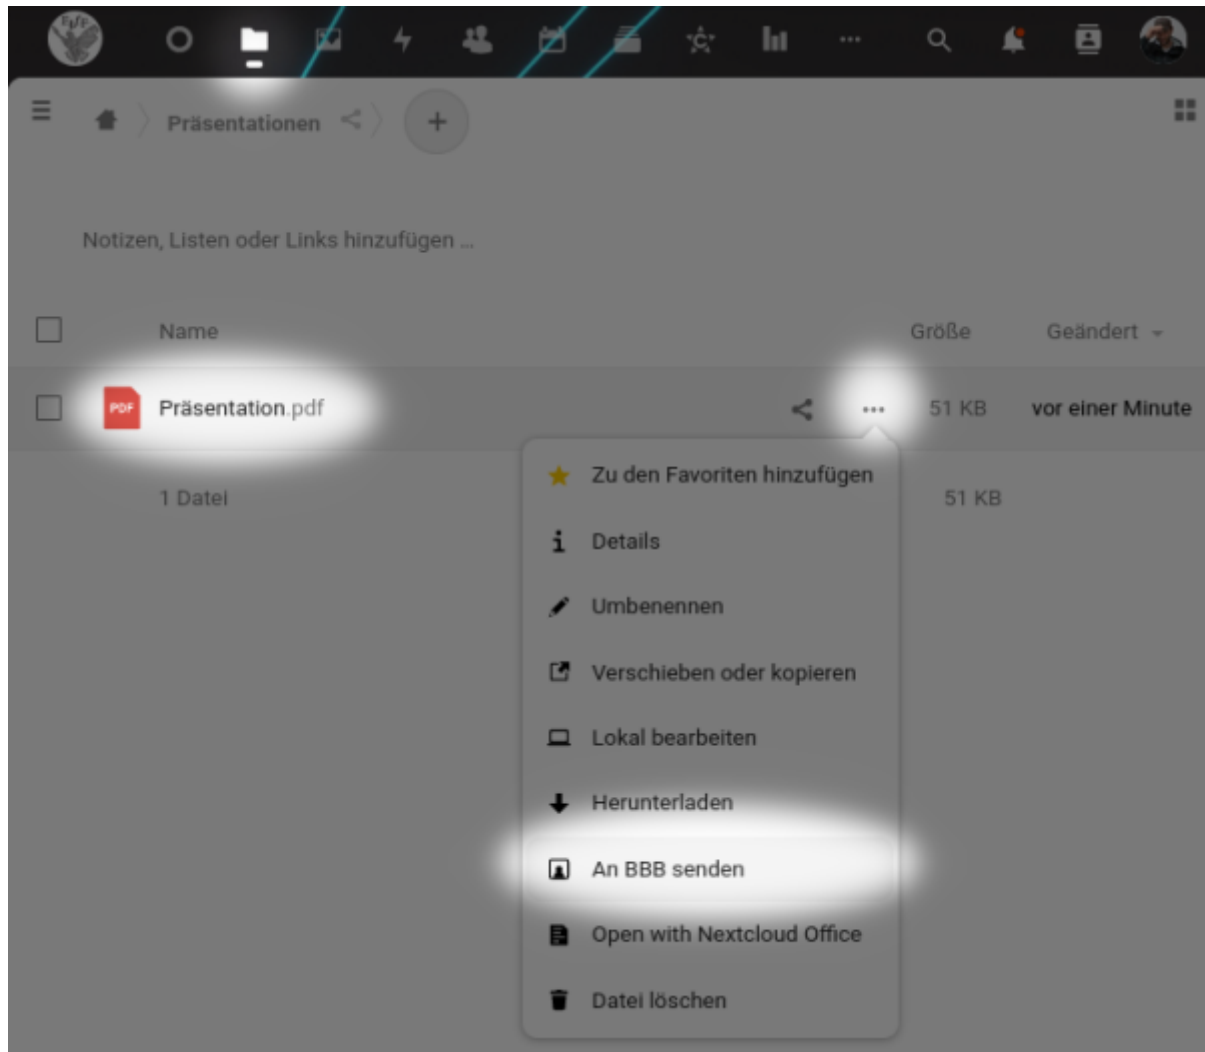 FIfF
Präsentationen
Notizen, Listen oder Links hinzufügen ...
Name Größe Geändert
PDF Präsentation.pdf 51 KB vor einer Minute
1 Datei 51 KB
Zu den Favoriten hinzufügen
Details
Umbenennen
Verschieben oder kopieren
Lokal bearbeiten
Herunterladen
An BBB senden
Open with Nextcloud Office
Datei löschen